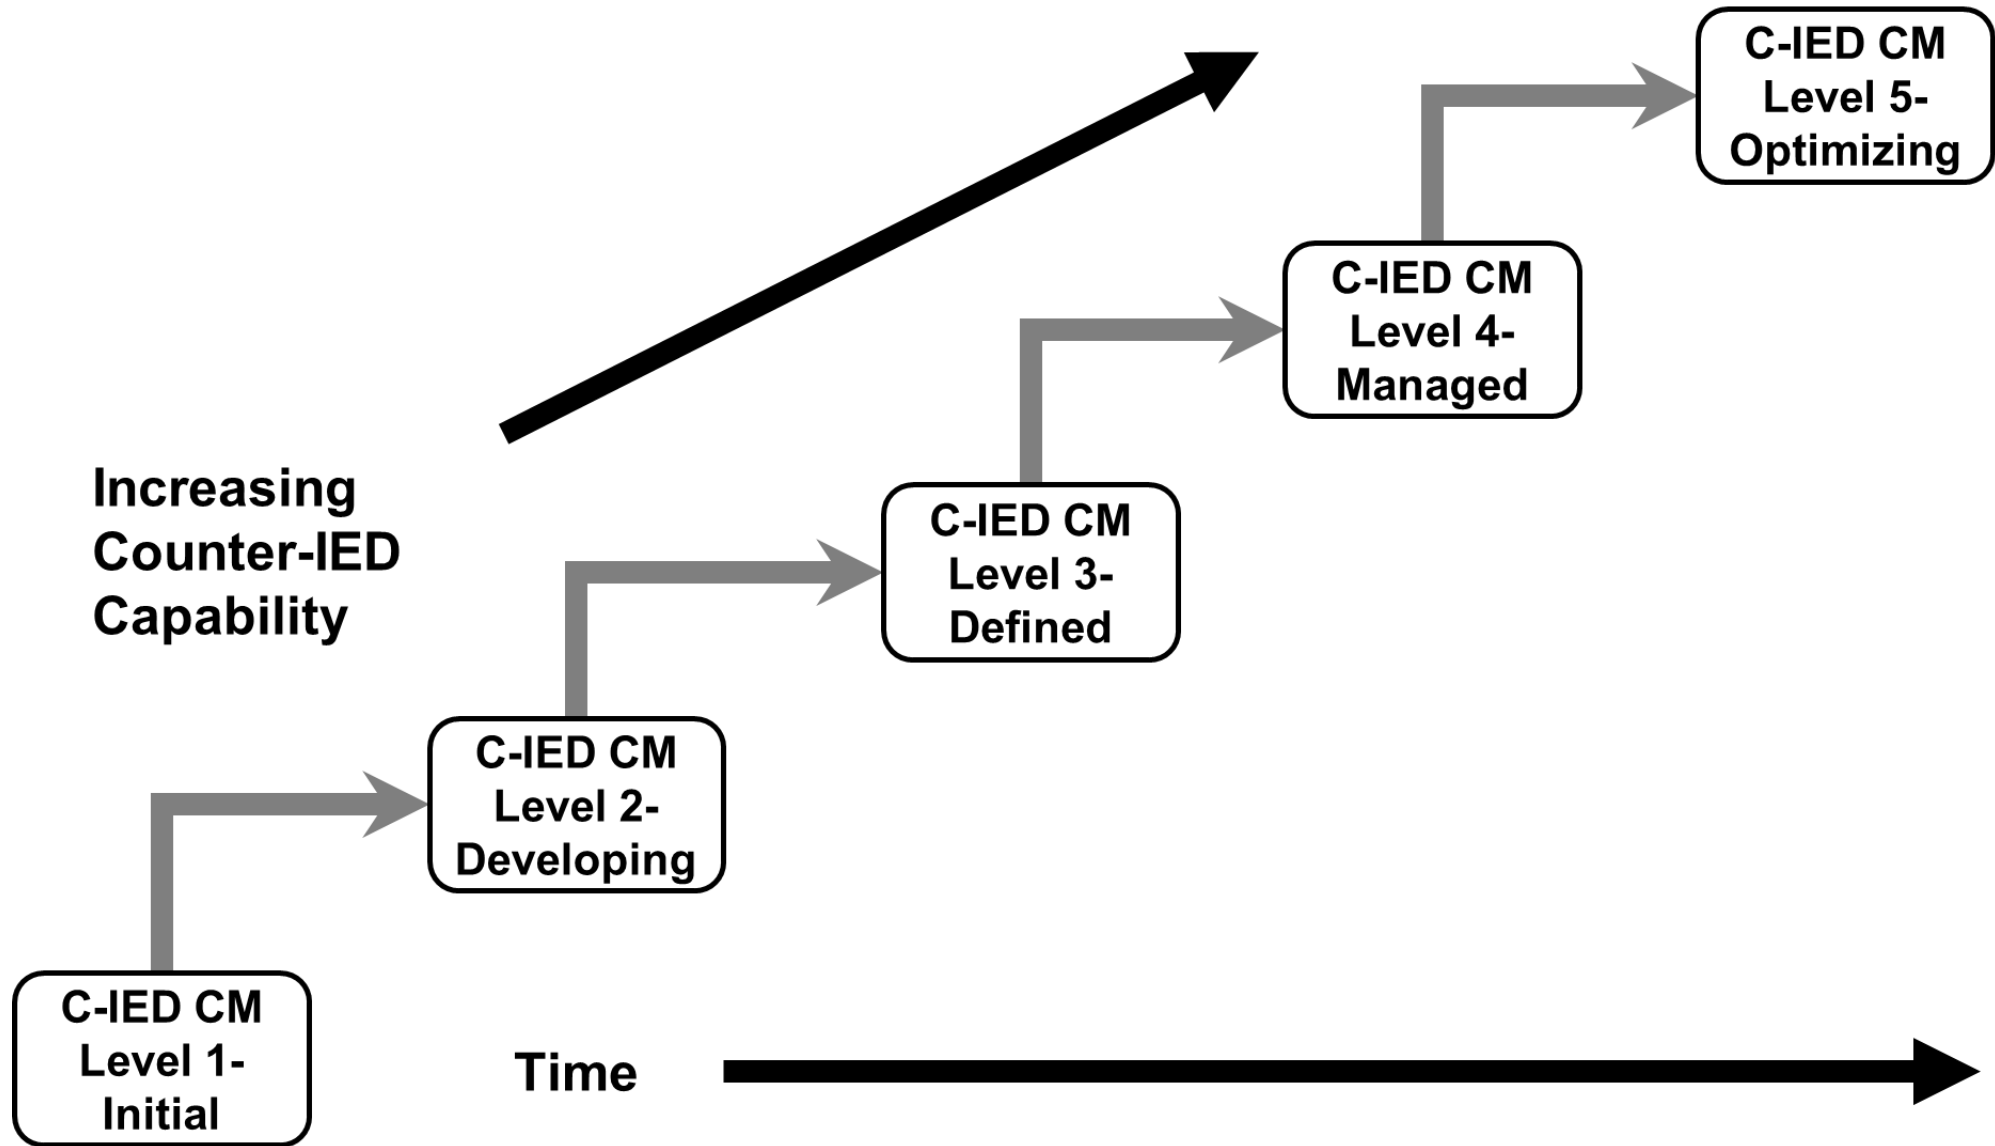 C-IED CM
Level 5-
Optimizing
C-IED CM
Level 4-
Managed
Increasing
Counter-IED
Capability
C-IED CM
Level 3-
Defined
C-IED CM
Level 2-
Developing
C-IED CM
Level 1-
Initial
Time